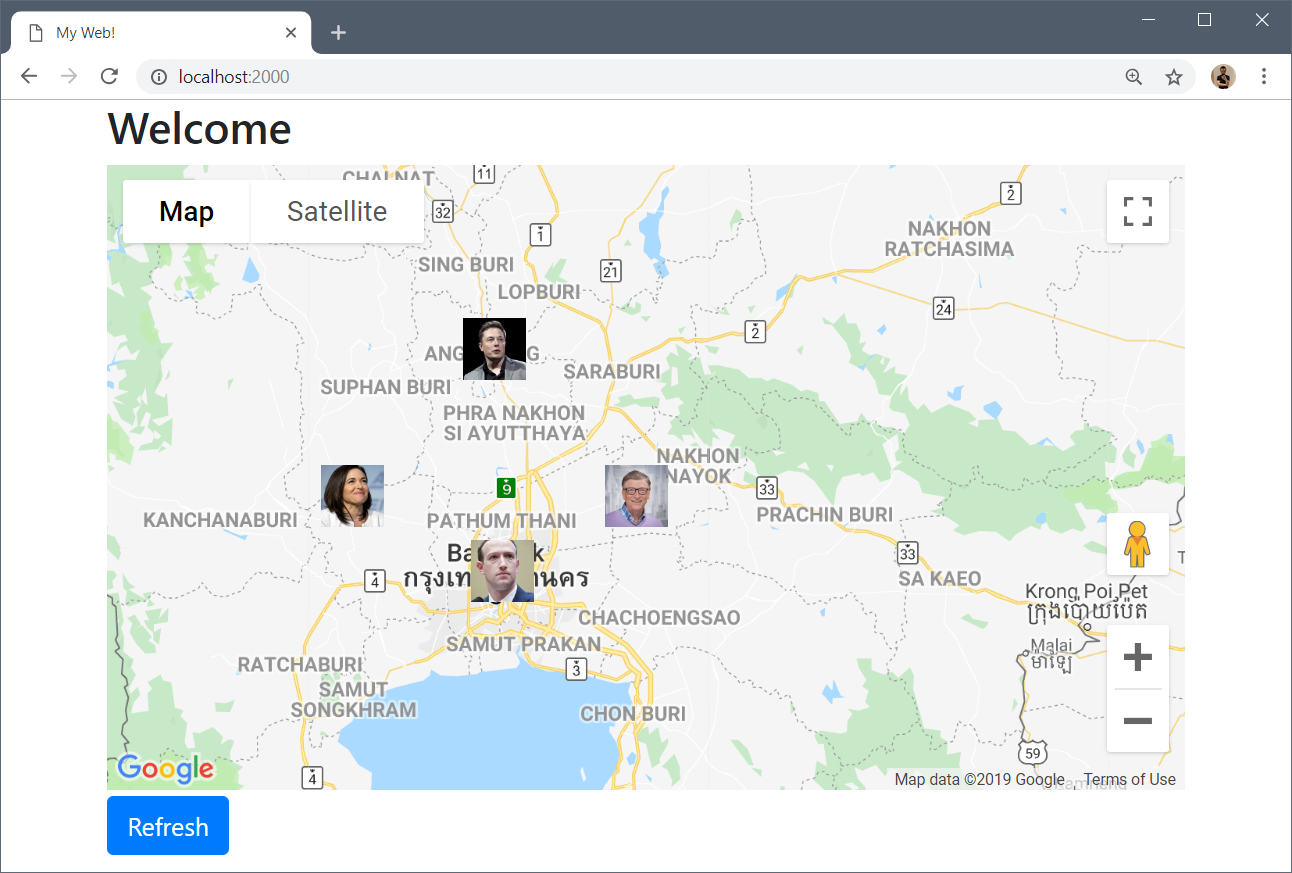 My Web!
localhost:2000
Welcome
Map
Satellite
CHAI NAT
11
32
1
2
NAKHON
RATCHASIMA
SING BURI
21
LOPBURI
24
2
ANG
G
SARABURI
SUPHAN BURI
PHRA NAKHON
SI AYUTTHAYA
NAKHON
NAYOK
9
33
KANCHANABURI
PATHUM THANI
PRACHIN BURI
Ba
k
33
4
กรุงเท
นคร
SA KAEO
Krong Poi Pet
ក្រុងប៉ោយប៉ែត
CHACHOENGSAO
SAMUT PRAKAN
Malai
ម៉ាឡៃ
RATCHABURI
3
SAMUT
SONGKHRAM
CHON BURI
59
Google
4
Map data ©2019 Google
Terms of Use
Refresh